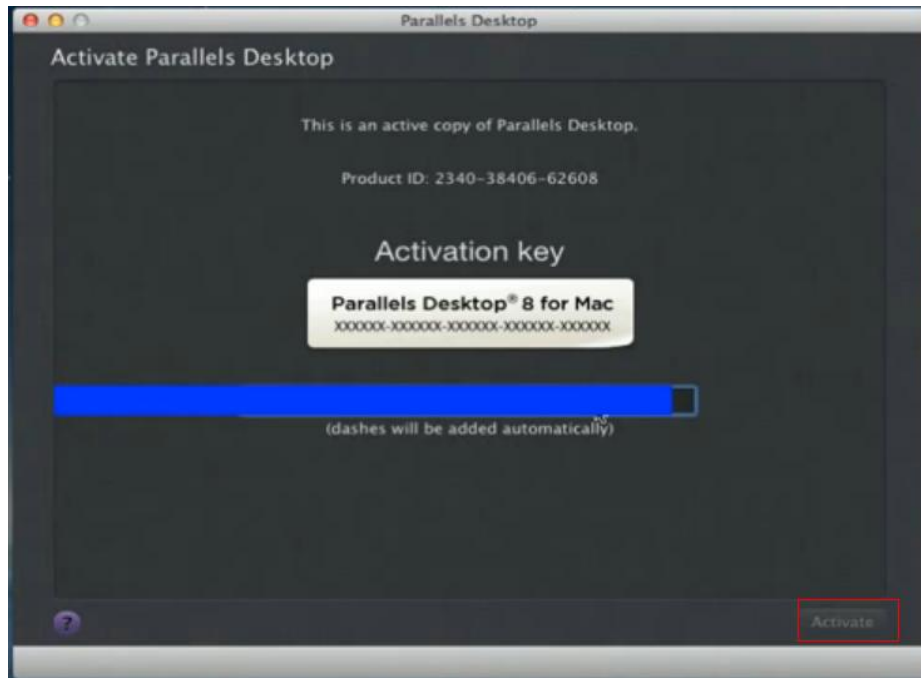 Parallels Desktop
Activate Parallels Desktop
This is an active copy of Parallels Desktop.
Product ID: 2340-38406-62608
Activation key
Parallels Desktop® 8 for Mac
XXXXXX-XXXXXX-XXXXXX-XXXXXX-XXXXXX
(dashes will be added automatically)
?
Activate